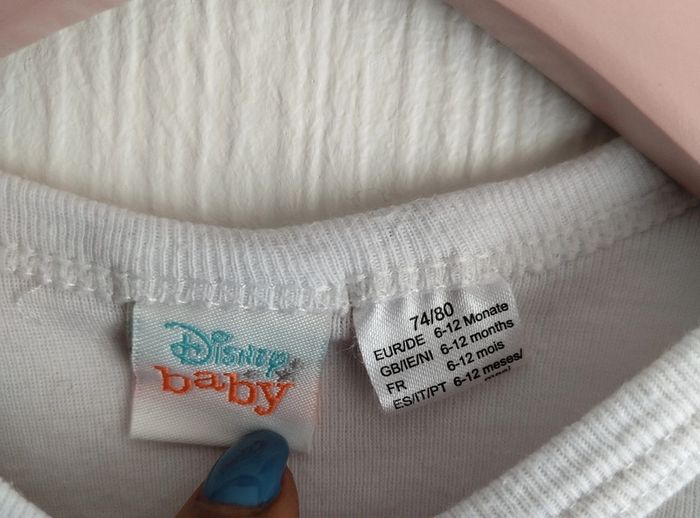 Disney
baby
74/80
EUR/DE 6-12 Monate
GB/IE/NI 6-12 months
FR 6-12 mois
ES/IT/PT 6-12 meses/